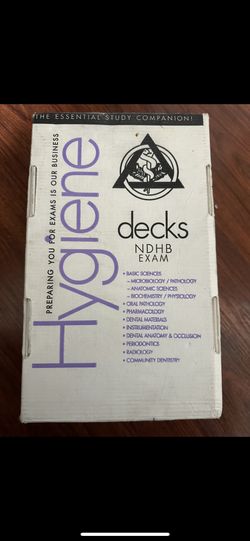 THE ESSENTIAL STUDY COMPANION!
PREPARING YOU FOR EXAMS IS OUR BUSINESS
Hygiene
decks
NDHB
EXAM
• BASIC SCIENCES
– MICROBIOLOGY / PATHOLOGY
– ANATOMIC SCIENCES
– BIOCHEMISTRY / PHYSIOLOGY
• ORAL PATHOLOGY
• PHARMACOLOGY
• DENTAL MATERIALS
• INSTRUMENTATION
• DENTAL ANATOMY & OCCLUSION
• PERIODONTICS
• RADIOLOGY
• COMMUNITY DENTISTRY